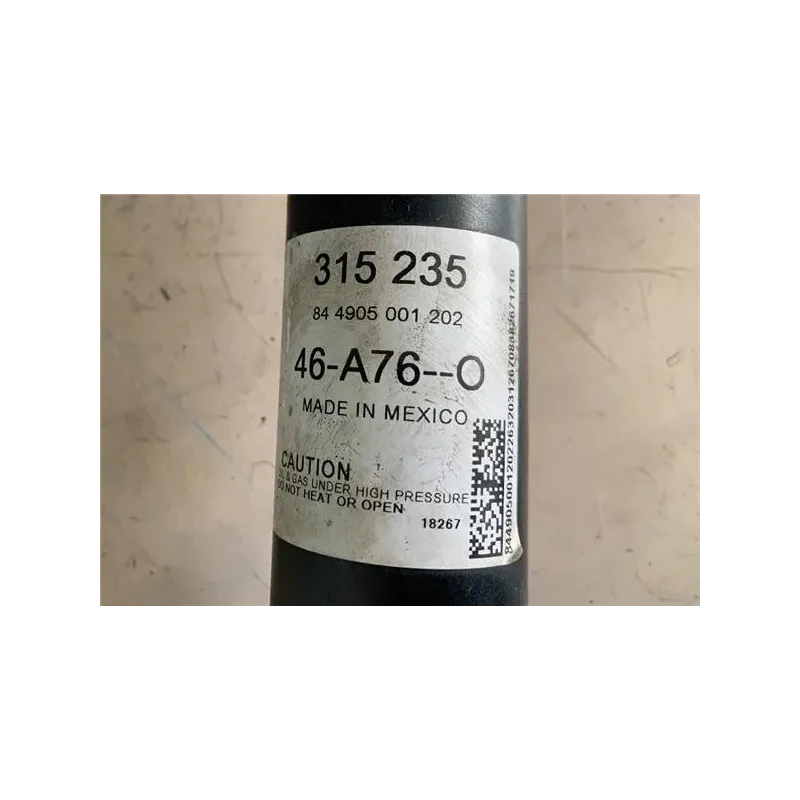 315 235
84 4905 001 202
46-A76--O
MADE IN MEXICO
CAUTION
OIL & GAS UNDER HIGH PRESSURE
DO NOT HEAT OR OPEN
18267